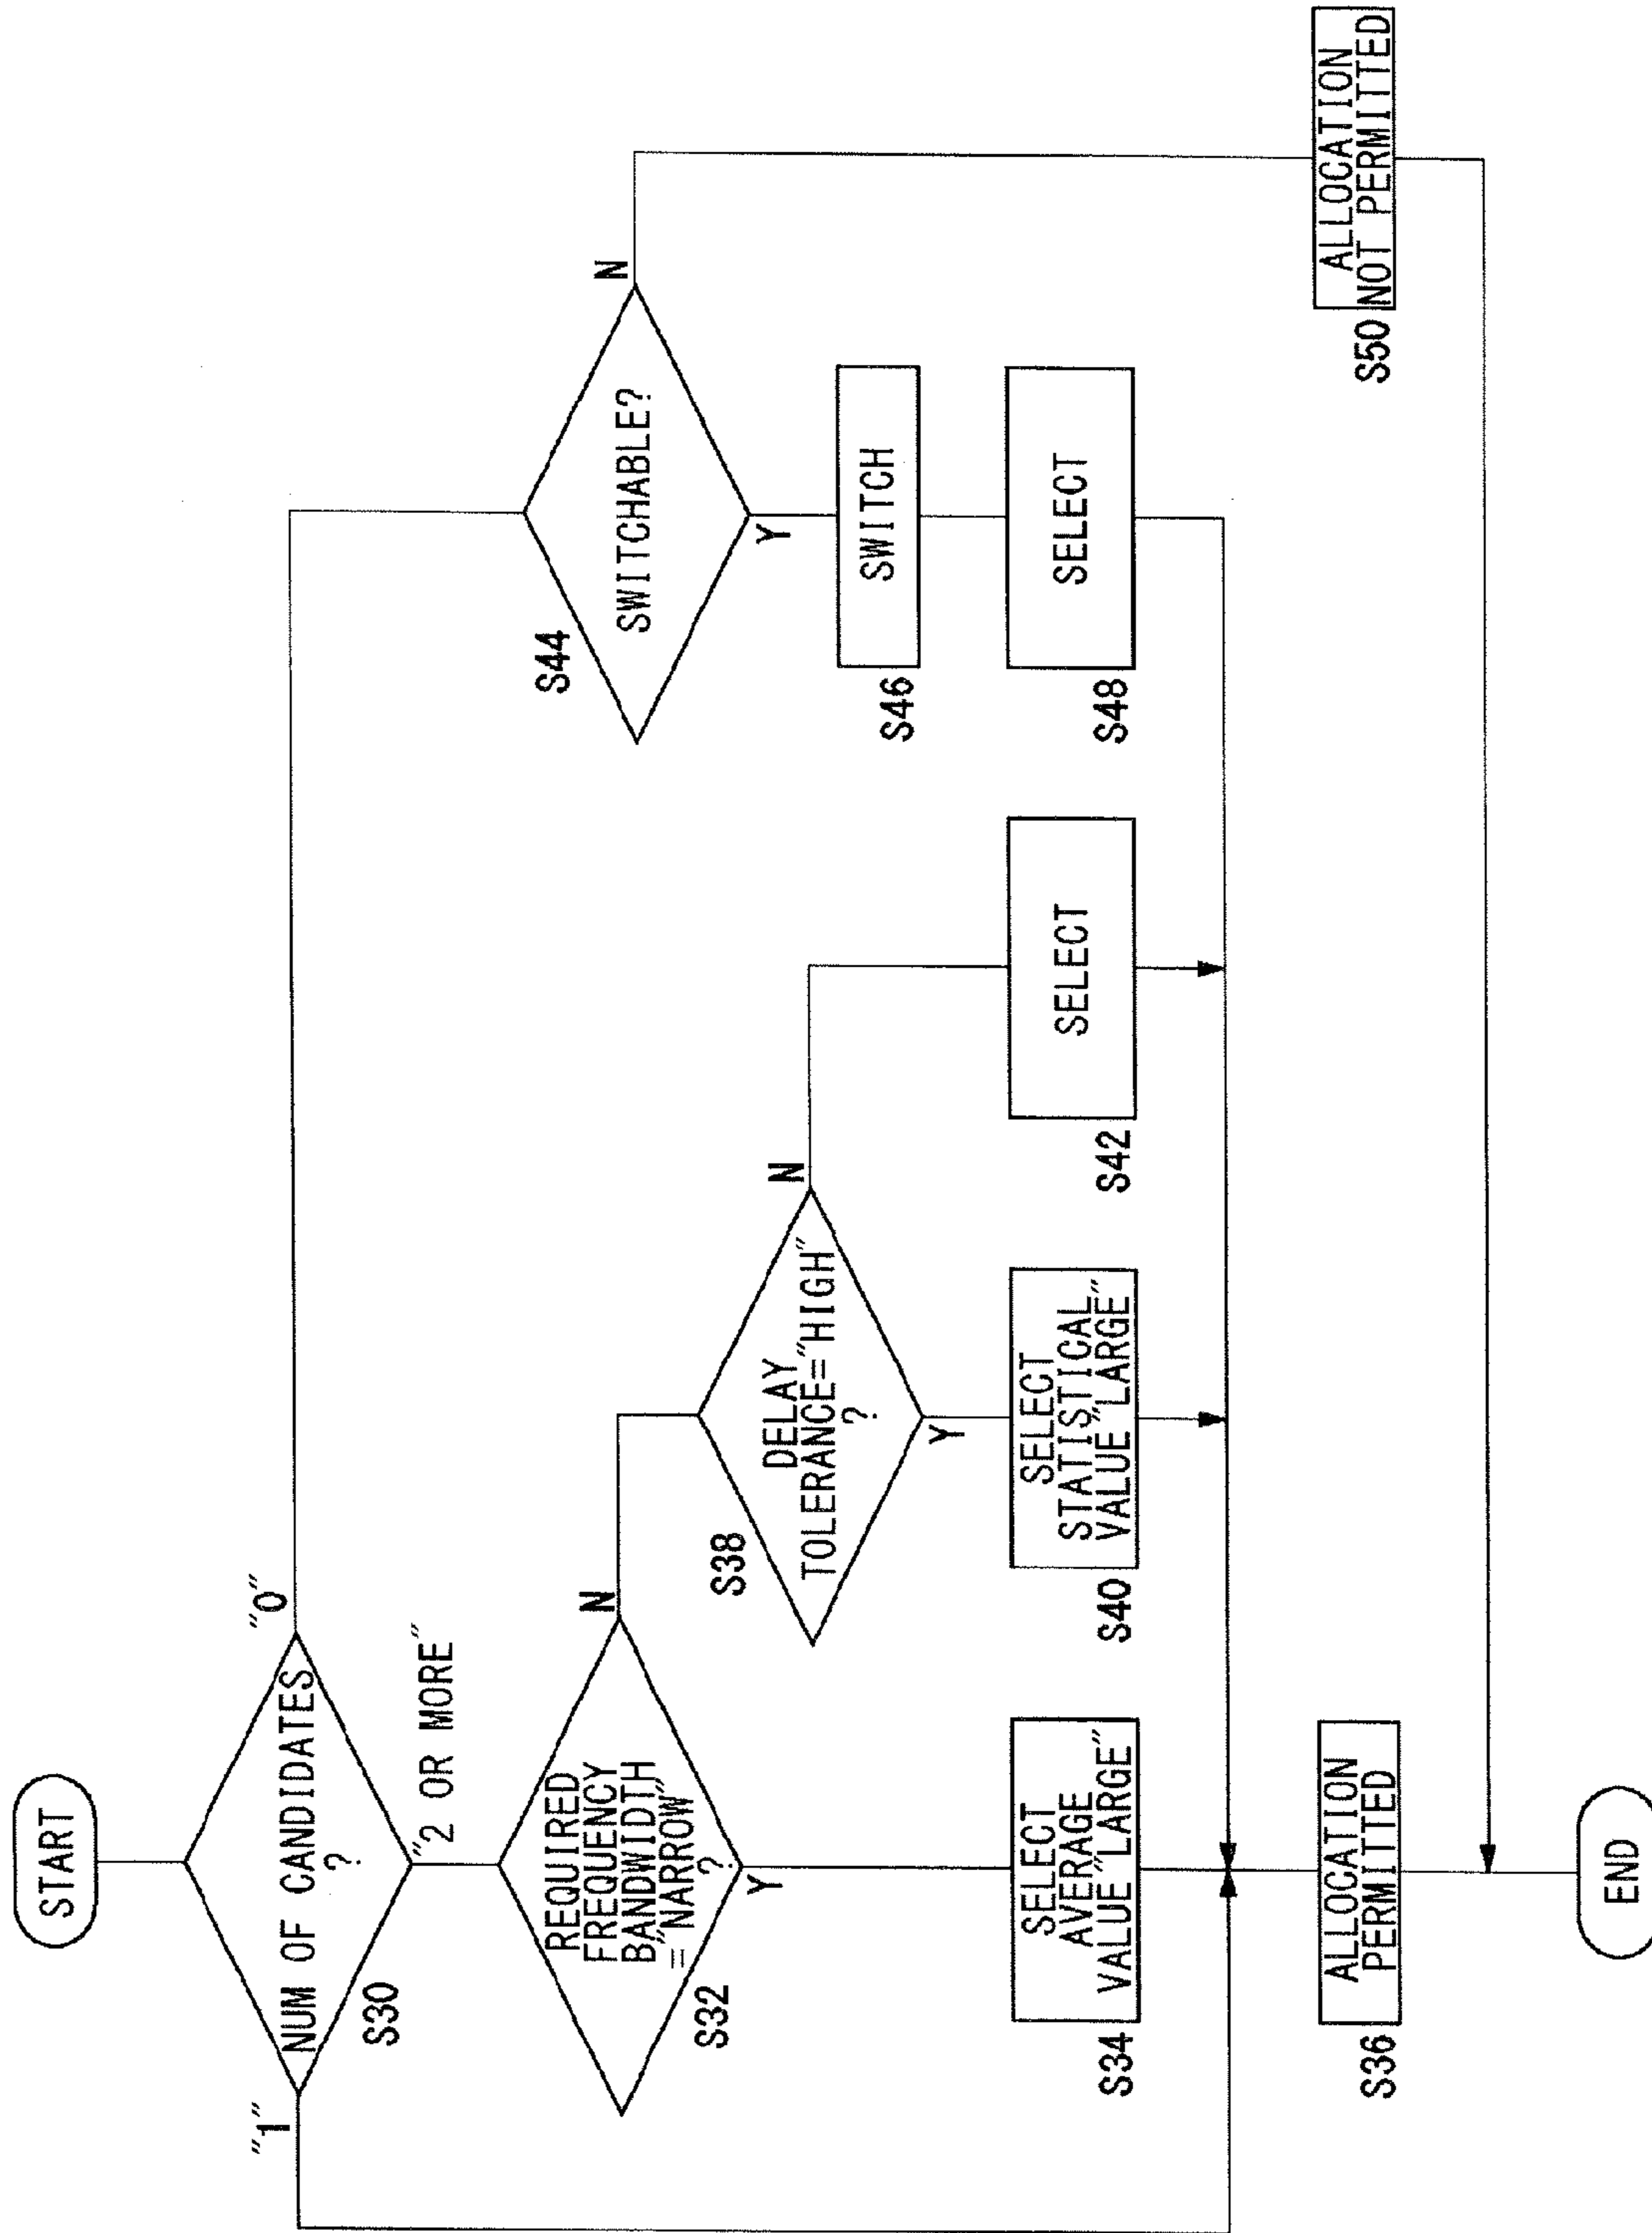 START
NUM OF CANDIDATES
?
S30
"1"
"0"
"2 OR MORE"
REQUIRED
FREQUENCY
BANDWIDTH
="NARROW"
?
S32
N
Y
DELAY
TOLERANCE="HIGH"
?
S38
N
Y
SWITCHABLE?
S44
N
Y
SWITCH
S46
SELECT
AVERAGE
VALUE"LARGE"
S34
SELECT
STATISTICAL
VALUE"LARGE"
S40
SELECT
S42
SELECT
S48
ALLOCATION
PERMITTED
S36
ALLOCATION
NOT PERMITTED
S50
END